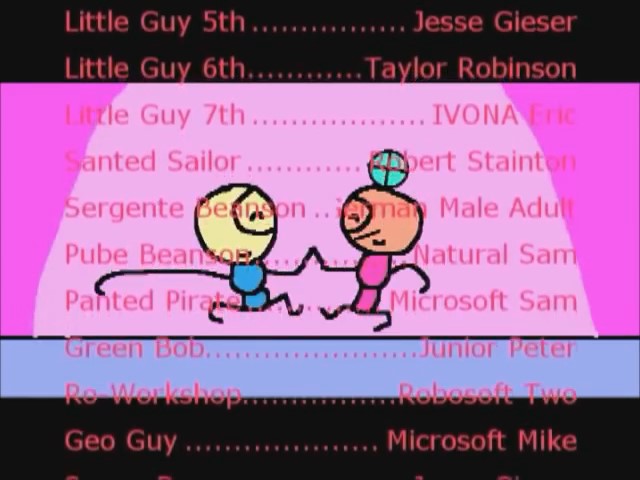 Little Guy 5th ................ Jesse Gieser
Little Guy 6th............Taylor Robinson
Little Guy 7th .................. IVONA Eric
Santed Sailor ............ Robert Stainton
Sergente Beanson .. Male Adult
Pube Beanson............. Natural Sam
Panted Pirate............ Microsoft Sam
Green Bob......................Junior Peter
Ro-Workshop................Robosoft Two
Geo Guy .................... Microsoft Mike